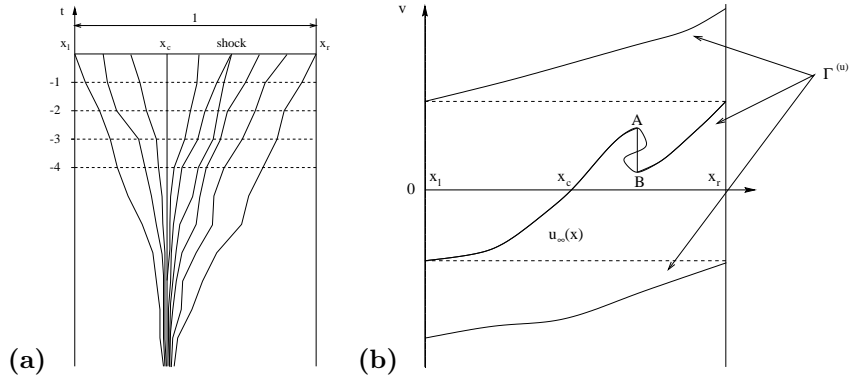 t
1
x_l
x_c
shock
x_r
-1
-2
-3
-4
(a)
v
Γ^(u)
A
B
x_l
x_c
x_r
0
u_∞(x)
(b)